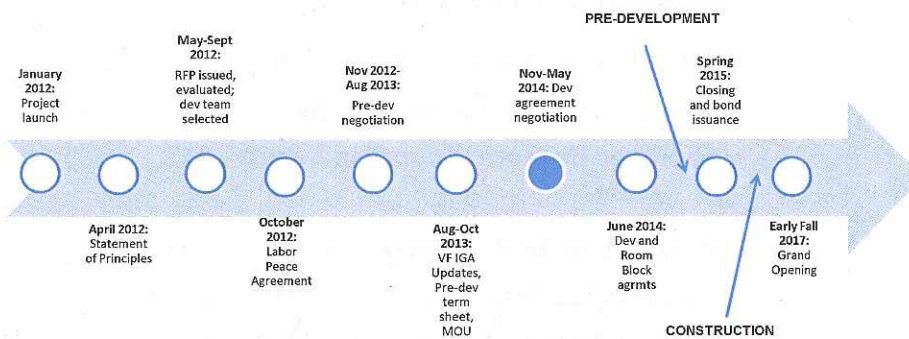 PRE-DEVELOPMENT
January
2012:
Project
launch
May-Sept
2012:
RFP issued,
evaluated;
dev team
selected
Nov 2012-
Aug 2013:
Pre-dev
negotiation
Nov-May
2014: Dev
agreement
negotiation
Spring
2015:
Closing
and bond
issuance
April 2012:
Statement
of Principles
October
2012:
Labor
Peace
Agreement
Aug-Oct
2013:
VF IGA
Updates,
Pre-dev
term
sheet,
MOU
June 2014:
Dev and
Room
Block
agrmts
Early Fall
2017:
Grand
Opening
CONSTRUCTION